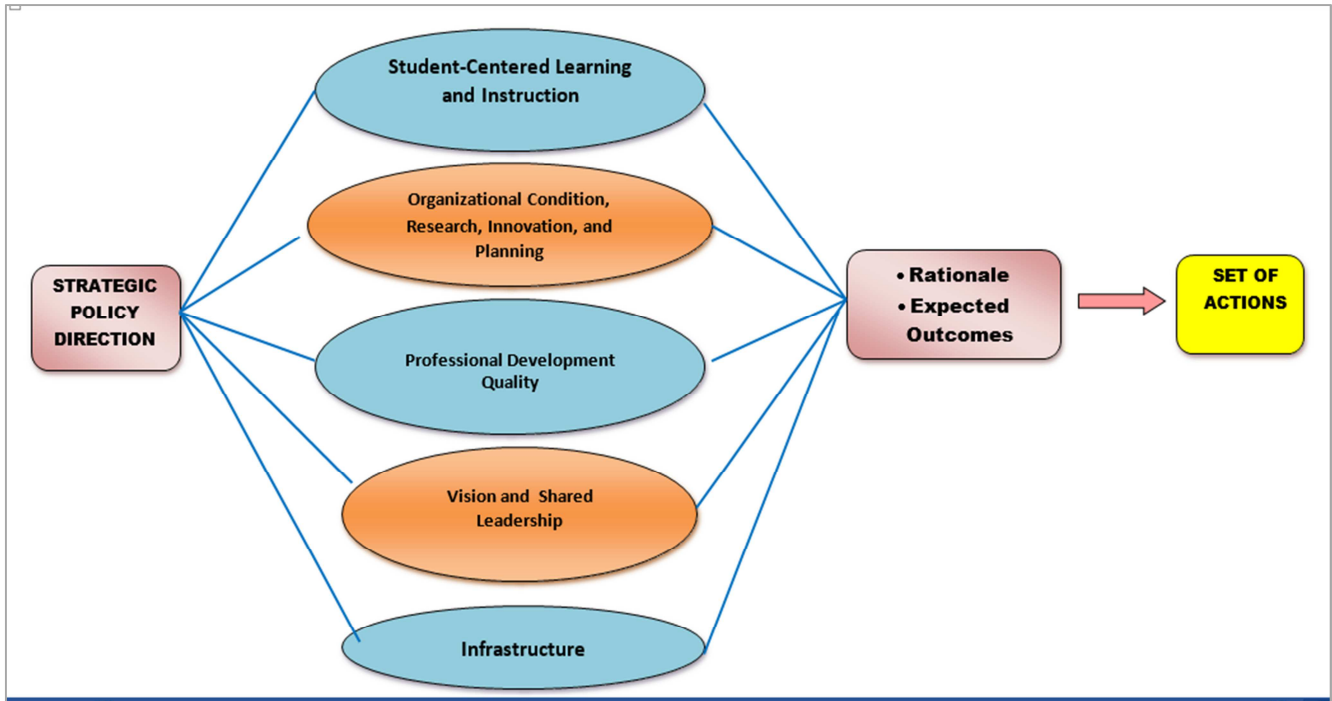 Student-Centered Learning
and Instruction
Organizational Condition,
Research, Innovation, and
Planning
STRATEGIC
POLICY
DIRECTION
• Rationale
• Expected
Outcomes
SET OF
ACTIONS
Professional Development
Quality
Vision and Shared
Leadership
Infrastructure